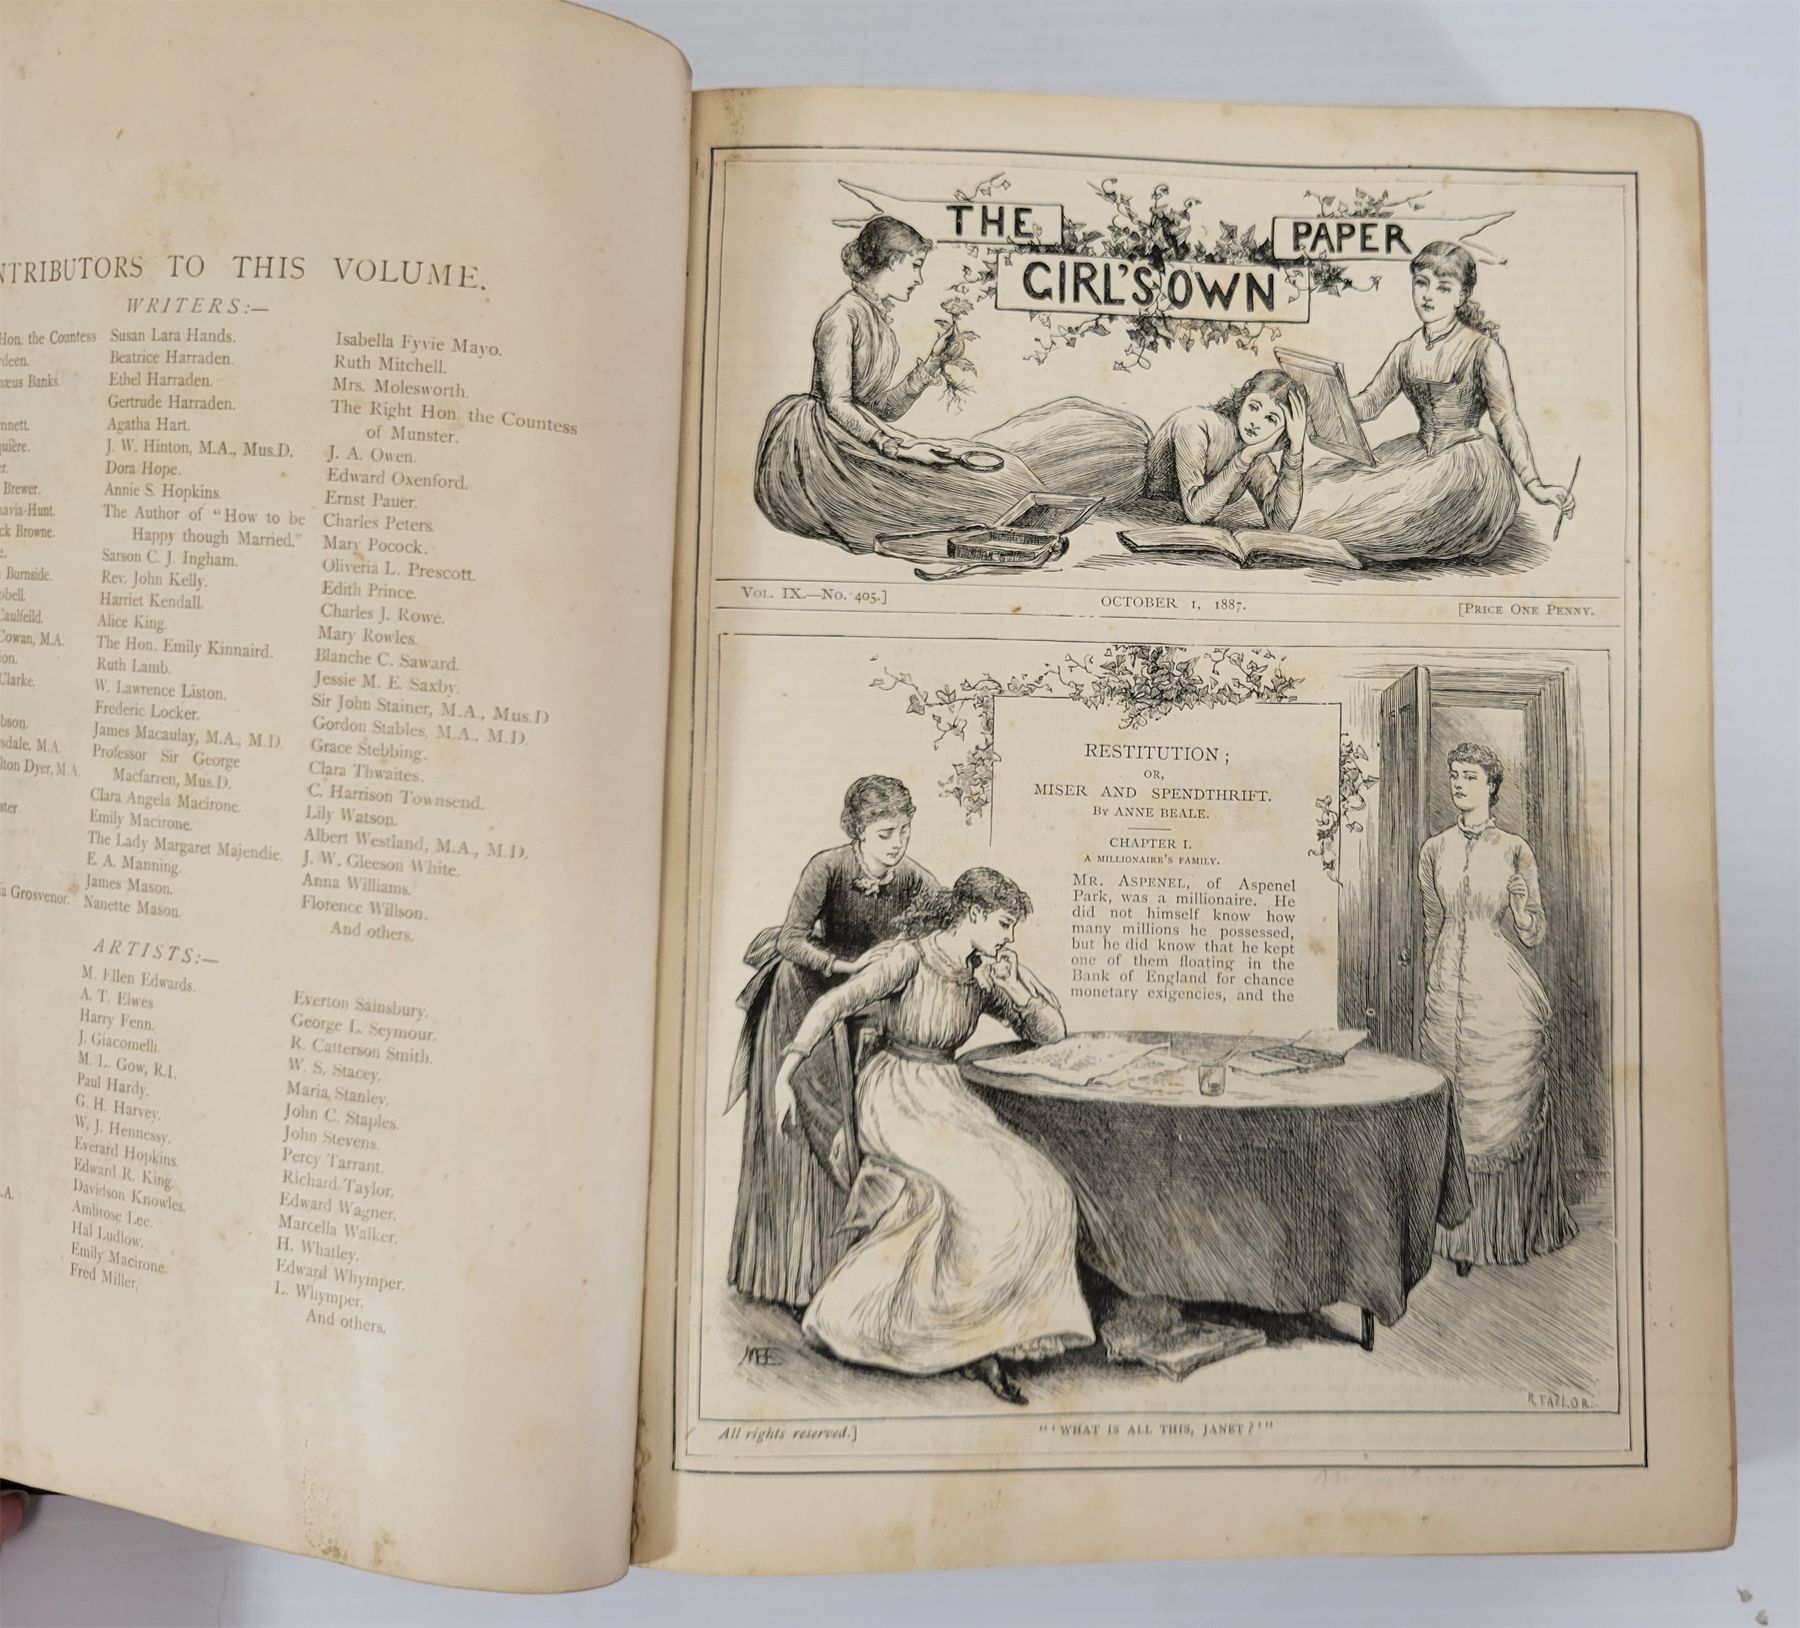 NTRIBUTORS TO THIS VOLUME.
WRITERS:—
Hon. the Countess
rdeen.
næus Banks.
nnett.
quière.
er.
Brewer.
navia-Hunt.
ck Browne.
e.
Burnside.
pbell.
Caulfeild.
Cowan, M.A.
ion.
Clarke.
bson.
sdale, M.A.
lton Dyer, M.A.
ster.
a Grosvenor.
Susan Lara Hands.
Beatrice Harraden.
Ethel Harraden.
Gertrude Harraden.
Agatha Hart.
J. W. Hinton, M.A., Mus.D.
Dora Hope.
Annie S. Hopkins.
The Author of "How to be
Happy though Married."
Sarson C. J. Ingham.
Rev. John Kelly.
Harriet Kendall.
Alice King.
The Hon. Emily Kinnaird.
Ruth Lamb.
W. Lawrence Liston.
Frederic Locker.
James Macaulay, M.A., M.D.
Professor Sir George
Macfarren, Mus.D.
Clara Angela Macirone.
Emily Macirone.
The Lady Margaret Majendie.
E. A. Manning.
James Mason.
Nanette Mason.
Isabella Fyvie Mayo.
Ruth Mitchell.
Mrs. Molesworth.
The Right Hon. the Countess
of Munster.
J. A. Owen.
Edward Oxenford.
Ernst Pauer.
Charles Peters.
Mary Pocock.
Oliveria L. Prescott.
Edith Prince.
Charles J. Rowe.
Mary Rowles.
Blanche C. Saward.
Jessie M. E. Saxby.
Sir John Stainer, M.A., Mus.D
Gordon Stables, M.A., M.D.
Grace Stebbing.
Clara Thwaites.
C. Harrison Townsend.
Lily Watson.
Albert Westland, M.A., M.D.
J. W. Gleeson White.
Anna Williams.
Florence Willson.
And others.
ARTISTS:—
.A.
M. Ellen Edwards.
A. T. Elwes
Harry Fenn.
J. Giacomelli.
M. L. Gow, R.I.
Paul Hardy.
G. H. Harvey.
W. J. Hennessy.
Everard Hopkins.
Edward R. King.
Davidson Knowles.
Ambrose Lee.
Hal Ludlow.
Emily Macirone.
Fred Miller.
Everton Sainsbury.
George L. Seymour.
R. Catterson Smith.
W. S. Stacey.
Maria Stanley.
John C. Staples.
John Stevens.
Percy Tarrant.
Richard Taylor.
Edward Wagner.
Marcella Walker.
H. Whatley.
Edward Whymper.
L. Whymper.
And others.
THE
GIRL'S OWN
PAPER
VOL. IX.—No. 405.]
OCTOBER 1, 1887.
[PRICE ONE PENNY.
RESTITUTION;
OR,
MISER AND SPENDTHRIFT.
By ANNE BEALE.
CHAPTER I.
A MILLIONAIRE'S FAMILY.
MR. ASPENEL, of Aspenel
Park, was a millionaire. He
did not himself know how
many millions he possessed,
but he did know that he kept
one of them floating in the
Bank of England for chance
monetary exigencies, and the
MEE
R. TAYLOR.
All rights reserved.]
"'WHAT IS ALL THIS, JANET?'"